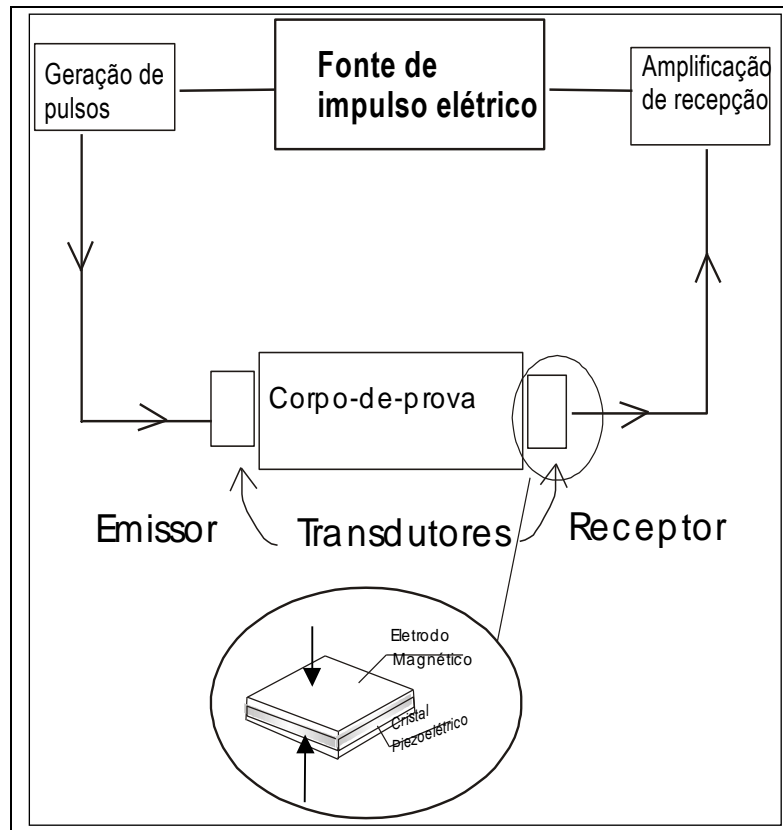 Geração de
pulsos
Fonte de
impulso elétrico
Amplificação
de recepção
Corpo-de-prova
Emissor
Transdutores
Receptor
Eletrodo
Magnético
Cristal
Piezoelétrico